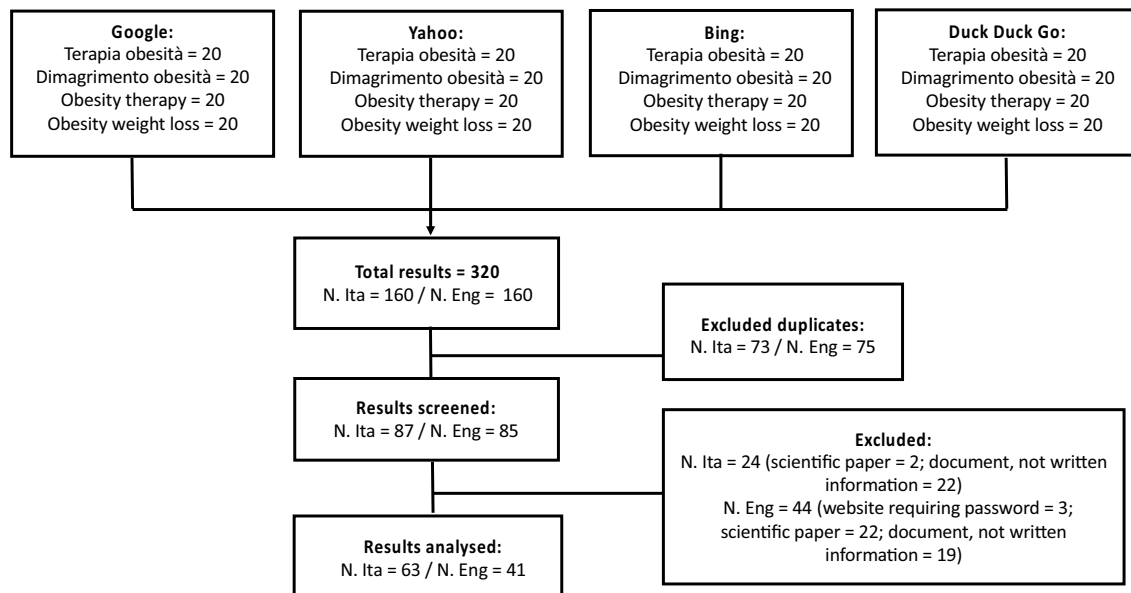 Google:
Terapia obesità = 20
Dimagrimento obesità = 20
Obesity therapy = 20
Obesity weight loss = 20
Yahoo:
Terapia obesità = 20
Dimagrimento obesità = 20
Obesity therapy = 20
Obesity weight loss = 20
Bing:
Terapia obesità = 20
Dimagrimento obesità = 20
Obesity therapy = 20
Obesity weight loss = 20
Duck Duck Go:
Terapia obesità = 20
Dimagrimento obesità = 20
Obesity therapy = 20
Obesity weight loss = 20
Total results = 320
N. Ita = 160 / N. Eng = 160
Excluded duplicates:
N. Ita = 73 / N. Eng = 75
Results screened:
N. Ita = 87 / N. Eng = 85
Excluded:
N. Ita = 24 (scientific paper = 2; document, not written
information = 22)
N. Eng = 44 (website requiring password = 3;
scientific paper = 22; document, not written
information = 19)
Results analysed:
N. Ita = 63 / N. Eng = 41